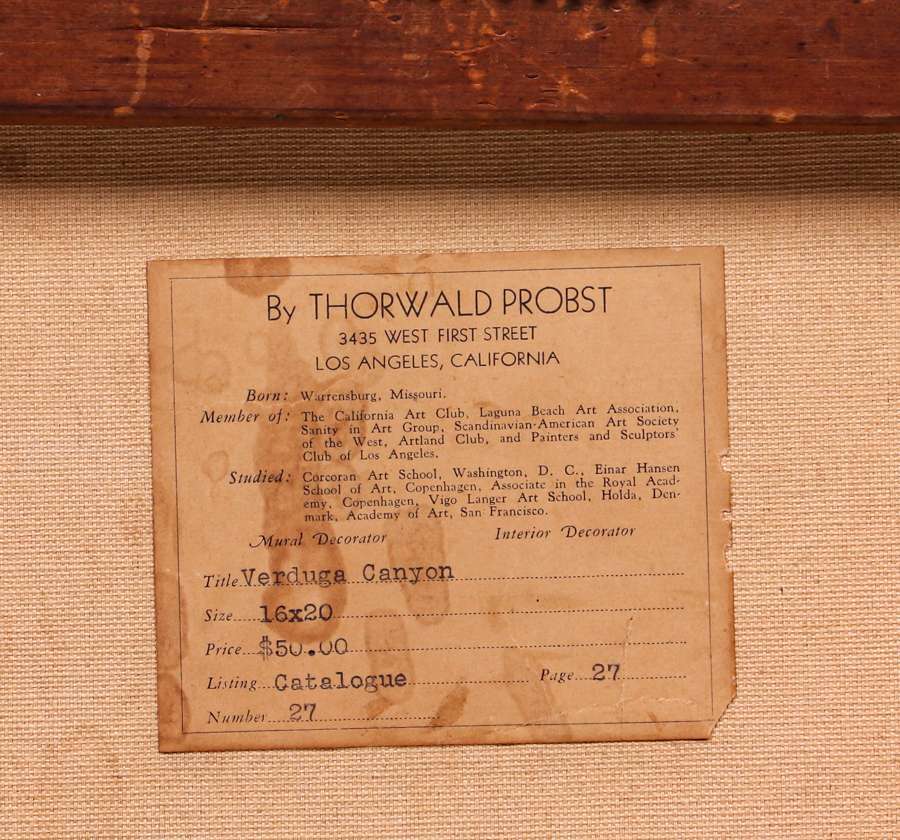 By THORWALD PROBST
3435 WEST FIRST STREET
LOS ANGELES, CALIFORNIA
Born: Warrensburg, Missouri.
Member of: The California Art Club, Laguna Beach Art Association,
Sanity in Art Group, Scandinavian-American Art Society
of the West, Artland Club, and Painters and Sculptors'
Club of Los Angeles.
Studied: Corcoran Art School, Washington, D. C., Einar Hansen
School of Art, Copenhagen, Associate in the Royal Acad-
emy, Copenhagen, Vigo Langer Art School, Holda, Den-
mark, Academy of Art, San Francisco.
Mural Decorator Interior Decorator
Title Verduga Canyon
Size 16x20
Price $50.00
Listing Catalogue Page 27
Number 27